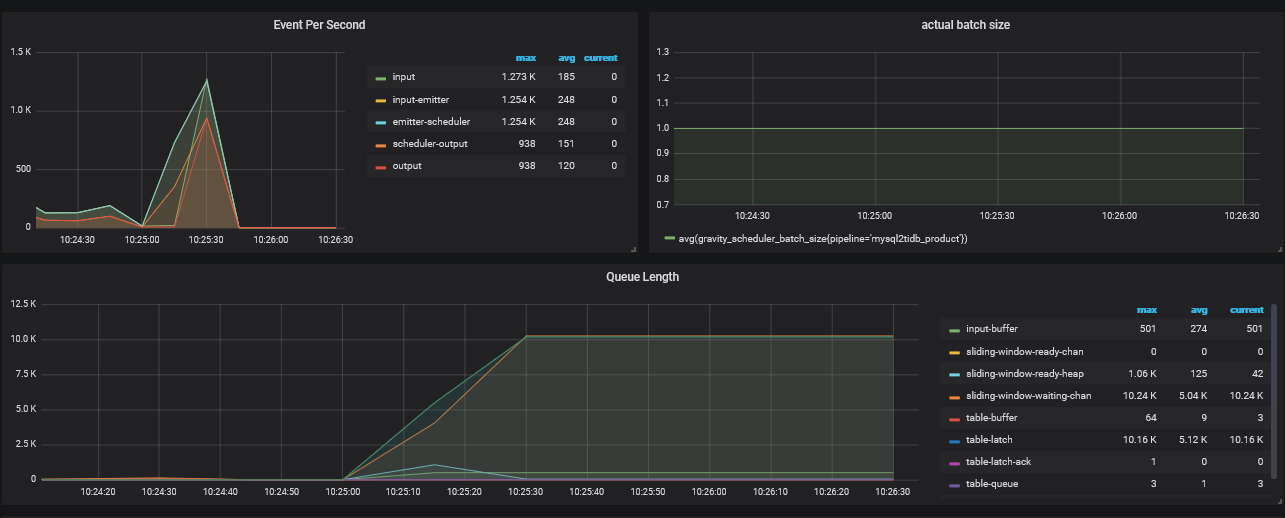 Event Per Second
1.5 K
1.0 K
500
0
10:24:30 10:25:00 10:25:30 10:26:00 10:26:30
max avg current
input 1.273 K 185 0
input-emitter 1.254 K 248 0
emitter-scheduler 1.254 K 248 0
scheduler-output 938 151 0
output 938 120 0
actual batch size
1.3
1.2
1.1
1.0
0.9
0.8
0.7
10:24:30 10:25:00 10:25:30 10:26:00 10:26:30
avg(gravity_scheduler_batch_size{pipeline='mysql2tidb_product'})
Queue Length
12.5 K
10.0 K
7.5 K
5.0 K
2.5 K
0
10:24:20 10:24:30 10:24:40 10:24:50 10:25:00 10:25:10 10:25:20 10:25:30 10:25:40 10:25:50 10:26:00 10:26:10 10:26:20 10:26:30
max avg current
input-buffer 501 274 501
sliding-window-ready-chan 0 0 0
sliding-window-ready-heap 1.06 K 125 42
sliding-window-waiting-chan 10.24 K 5.04 K 10.24 K
table-buffer 64 9 3
table-latch 10.16 K 5.12 K 10.16 K
table-latch-ack 1 0 0
table-queue 3 1 3